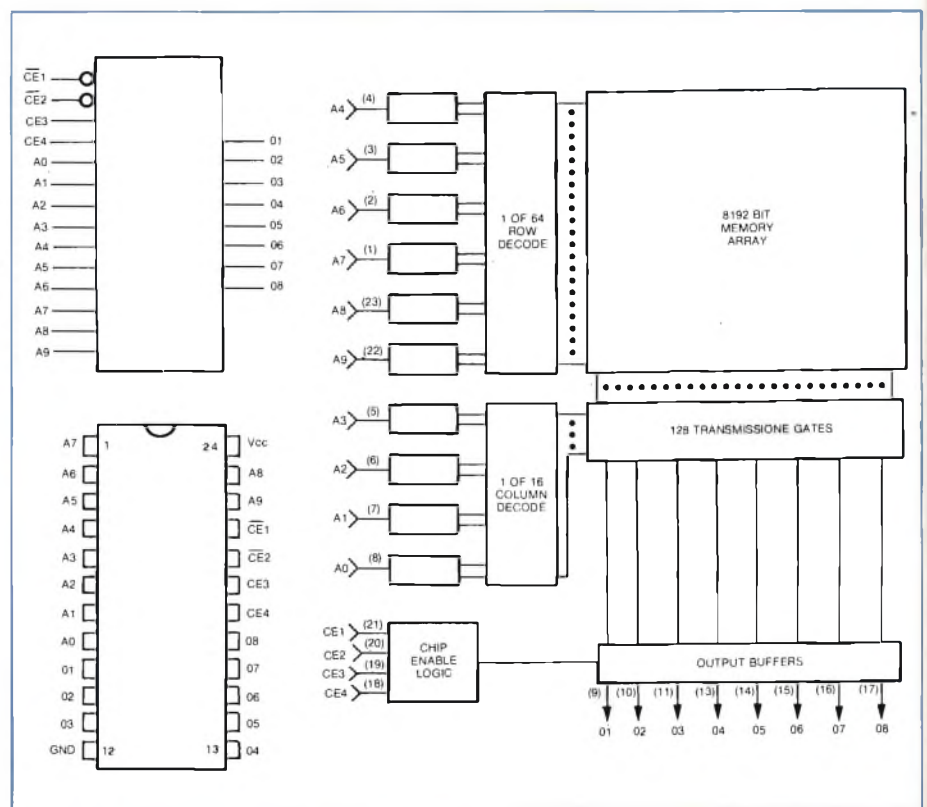 CE1
CE2
CE3
CE4
A0
A1
A2
A3
A4
A5
A6
A7
A8
A9
01
02
03
04
05
06
07
08
A7 1 24 Vcc
A6 A8
A5 A9
A4 CE1
A3 CE2
A2 CE3
A1 CE4
A0 08
01 07
02 06
03 05
GND 12 13 04
A4 (4)
A5 (3)
A6 (2)
A7 (1)
A8 (23)
A9 (22)
1 OF 64
ROW
DECODE
8192 BIT
MEMORY
ARRAY
A3 (5)
A2 (6)
A1 (7)
A0 (8)
1 OF 16
COLUMN
DECODE
128 TRANSMISSIONE GATES
CE1 (21)
CE2 (20)
CE3 (19)
CE4 (18)
CHIP
ENABLE
LOGIC
OUTPUT BUFFERS
(9) (10) (11) (13) (14) (15) (16) (17)
01 02 03 04 05 06 07 08